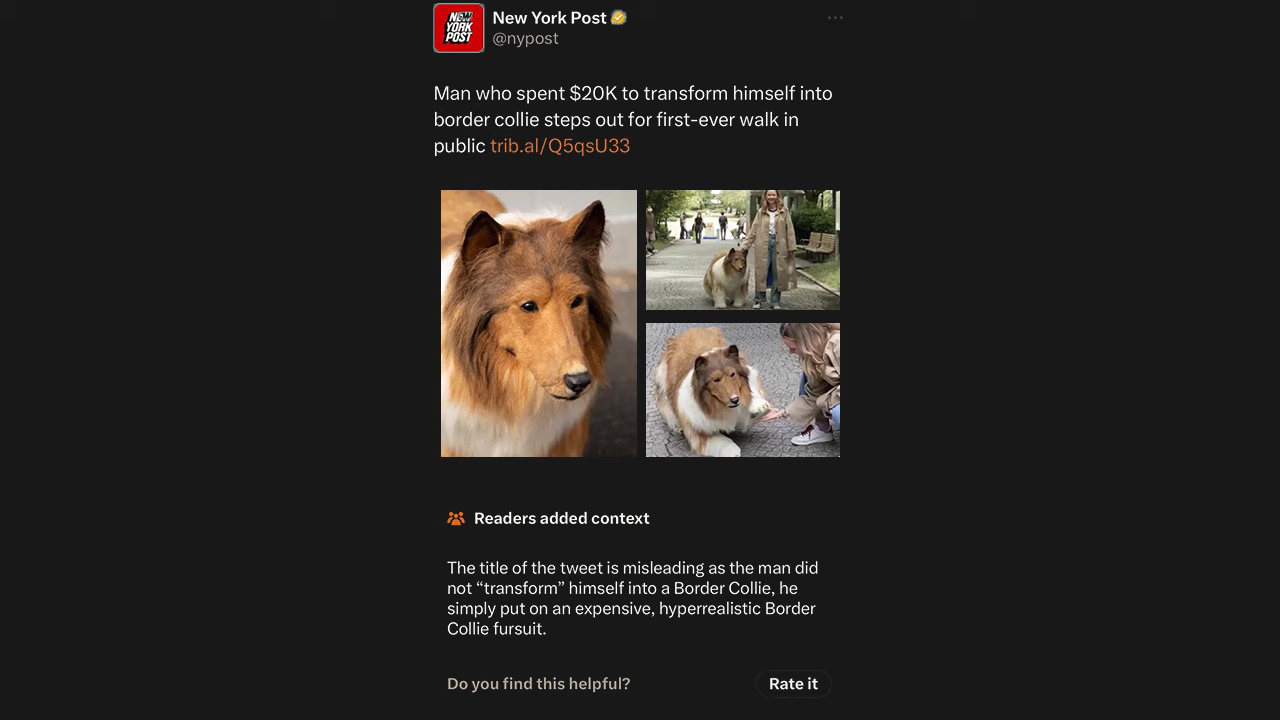 NEW
YORK
POST
New York Post
@nypost
Man who spent $20K to transform himself into
border collie steps out for first-ever walk in
public trib.al/Q5qsU33
Readers added context
The title of the tweet is misleading as the man did
not “transform” himself into a Border Collie, he
simply put on an expensive, hyperrealistic Border
Collie fursuit.
Do you find this helpful?
Rate it